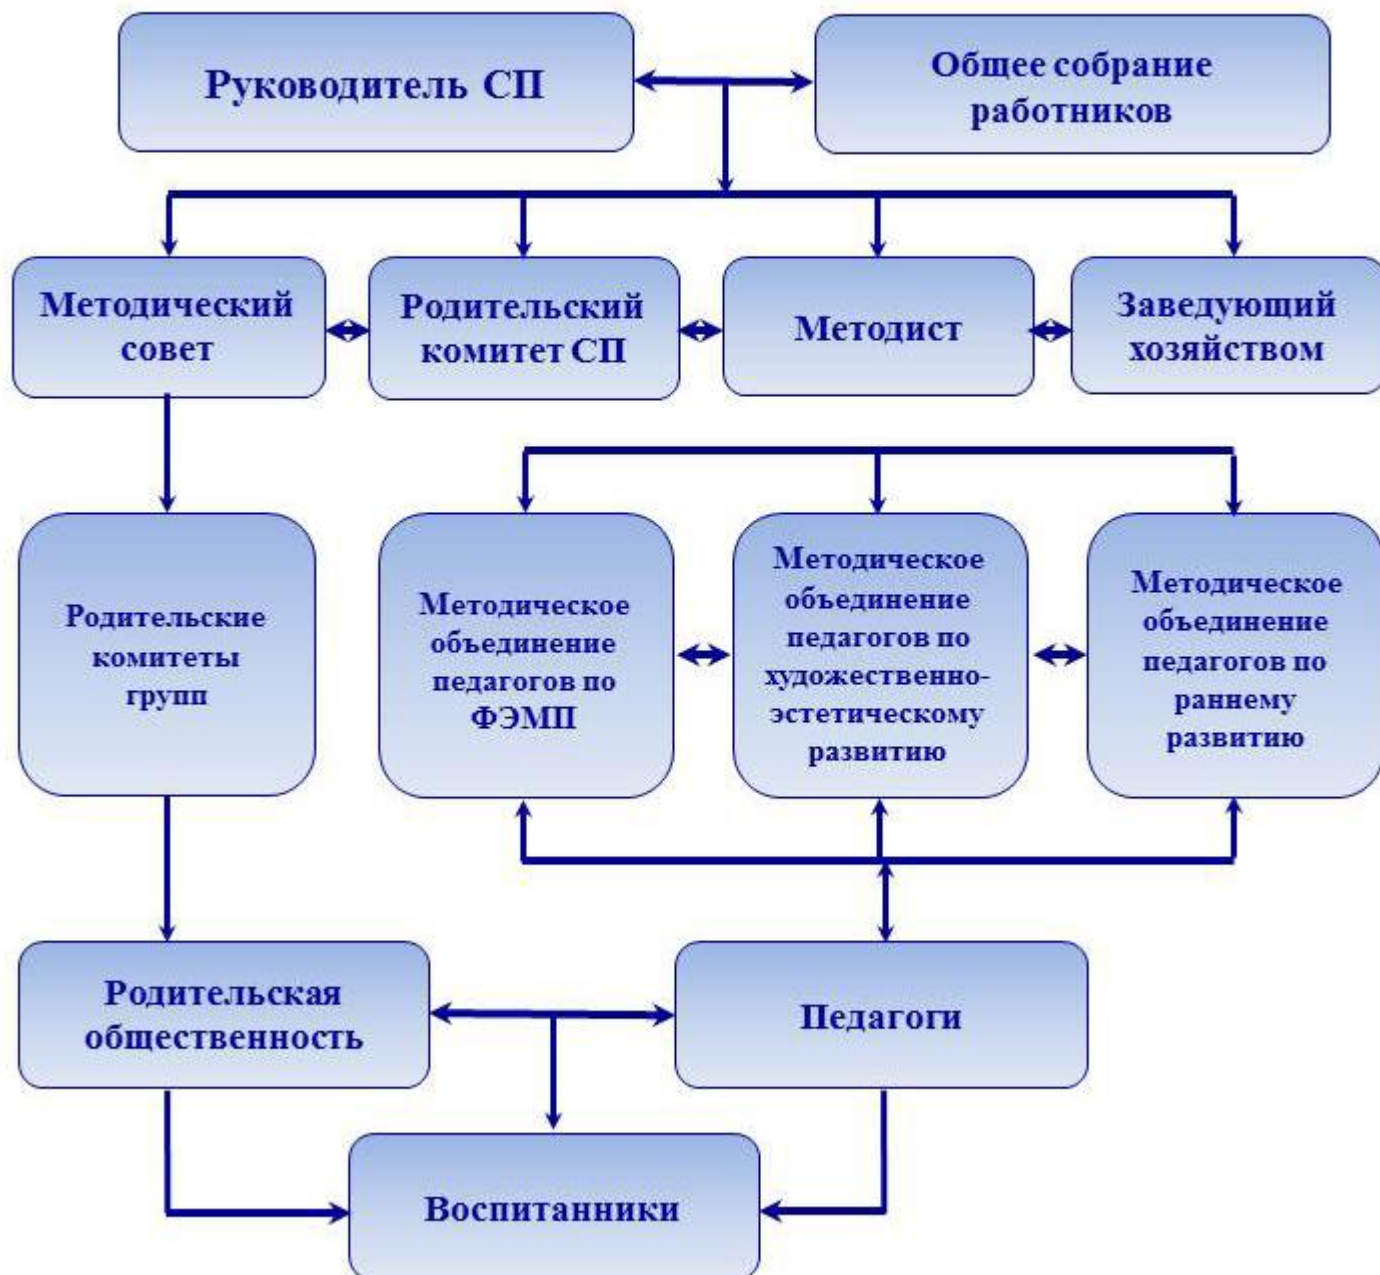 Руководитель СП
Общее собрание
работников
Методический
совет
Родительский
комитет СП
Методист
Заведующий
хозяйством
Родительские
комитеты
групп
Методическое
объединение
педагогов по
ФЭМП
Методическое
объединение
педагогов по
художественно-
эстетическому
развитию
Методическое
объединение
педагогов по
раннему
развитию
Родительская
общественность
Педагоги
Воспитанники